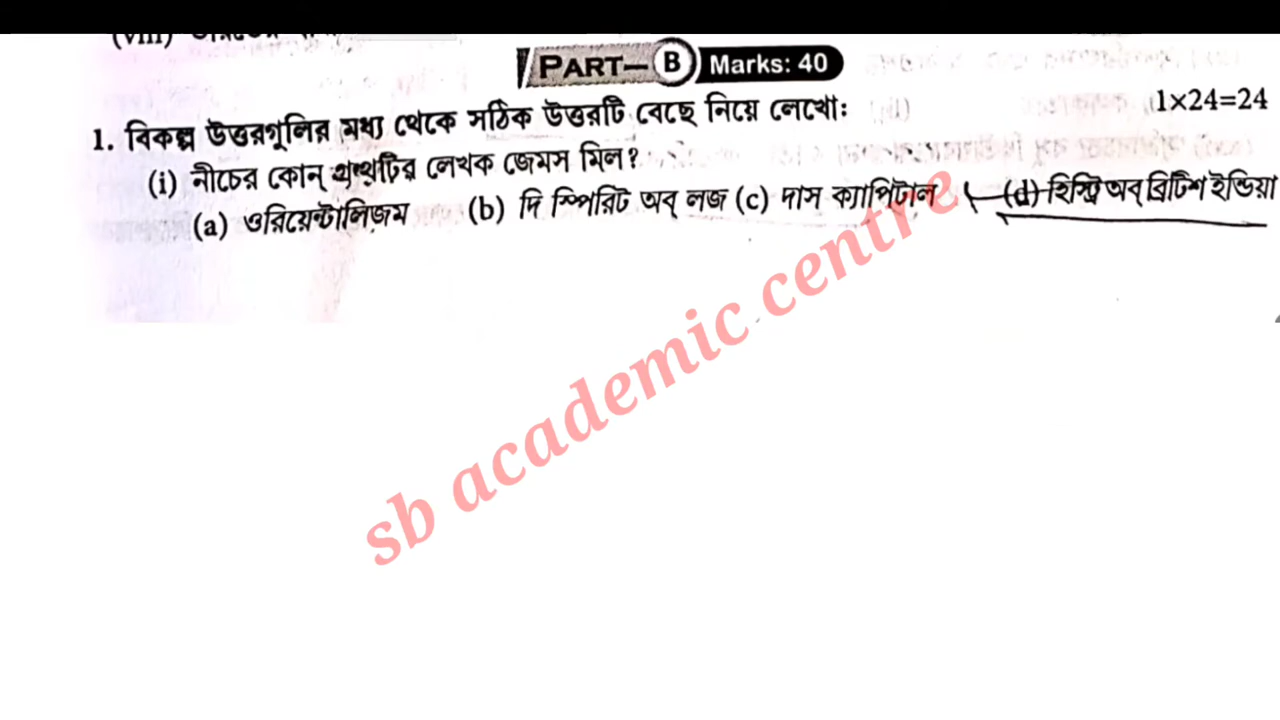 (viii)
PART— B Marks: 40
1. বিকল্প উত্তরগুলির মধ্য থেকে সঠিক উত্তরটি বেছে নিয়ে লেখো: 1×24=24
(i) নীচের কোন্ গ্রন্থটির লেখক জেমস মিল?
(a) ওরিয়েন্টালিজম (b) দি স্পিরিট অব্ লজ (c) দাস ক্যাপিটাল (d) হিস্ট্রি অব্ ব্রিটিশ ইন্ডিয়া
sb academic centre